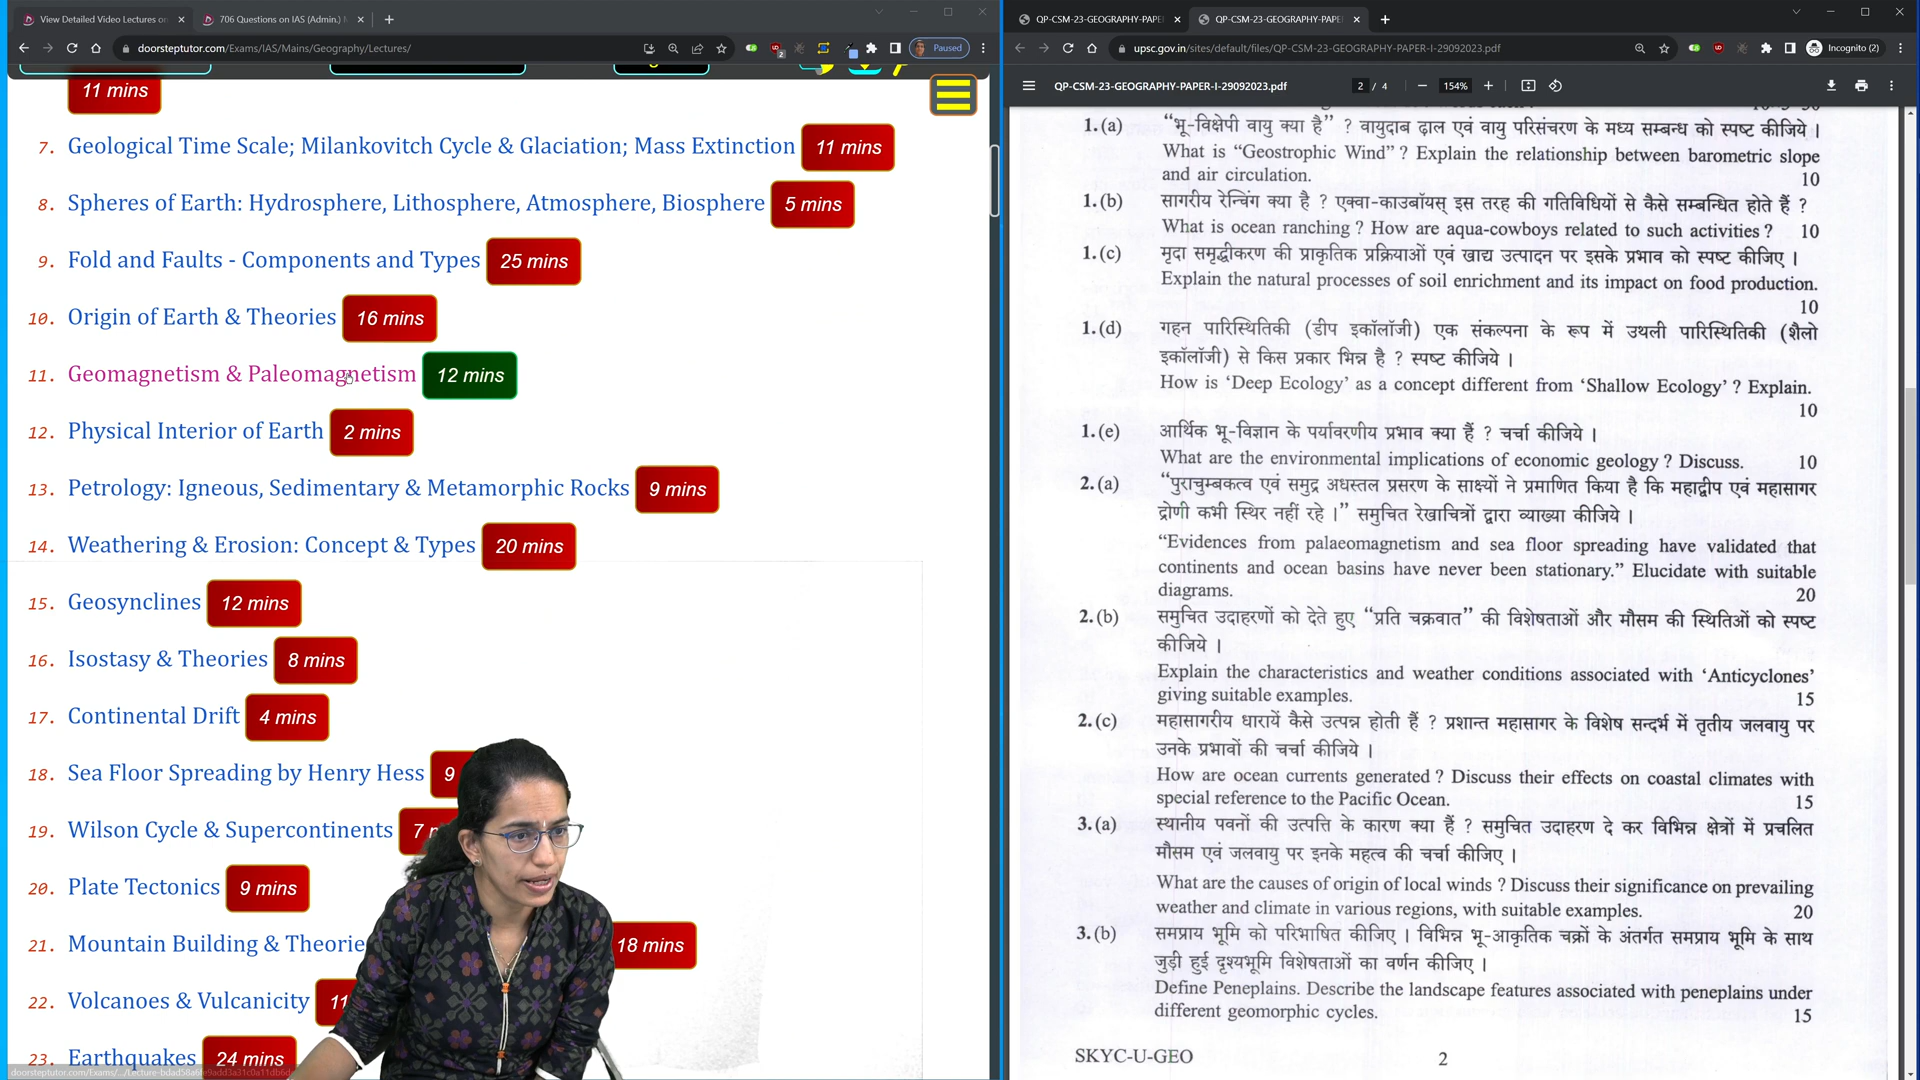 View Detailed Video Lectures on
706 Questions on IAS (Admin.)
doorsteptutor.com/Exams/IAS/Mains/Geography/Lectures/
Paused
11 mins
7. Geological Time Scale; Milankovitch Cycle & Glaciation; Mass Extinction 11 mins
8. Spheres of Earth: Hydrosphere, Lithosphere, Atmosphere, Biosphere 5 mins
9. Fold and Faults - Components and Types 25 mins
10. Origin of Earth & Theories 16 mins
11. Geomagnetism & Paleomagnetism 12 mins
12. Physical Interior of Earth 2 mins
13. Petrology: Igneous, Sedimentary & Metamorphic Rocks 9 mins
14. Weathering & Erosion: Concept & Types 20 mins
15. Geosynclines 12 mins
16. Isostasy & Theories 8 mins
17. Continental Drift 4 mins
18. Sea Floor Spreading by Henry Hess 9
19. Wilson Cycle & Supercontinents 7
20. Plate Tectonics 9 mins
21. Mountain Building & Theorie 18 mins
22. Volcanoes & Vulcanicity 11
23. Earthquakes 24 mins
QP-CSM-23-GEOGRAPHY-PAPE
QP-CSM-23-GEOGRAPHY-PAPE
upsc.gov.in/sites/default/files/QP-CSM-23-GEOGRAPHY-PAPER-I-29092023.pdf
Incognito (2)
QP-CSM-23-GEOGRAPHY-PAPER-I-29092023.pdf
2 / 4
154%
1.(a) “भू-विक्षेपी वायु क्या है” ? वायुदाब ढ़ाल एवं वायु परिसंचरण के मध्य सम्बन्ध को स्पष्ट कीजिये ।
What is “Geostrophic Wind” ? Explain the relationship between barometric slope
and air circulation. 10
1.(b) सागरीय रेन्चिंग क्या है ? एक्वा-काउबॉयस् इस तरह की गतिविधियों से कैसे सम्बन्धित होते हैं ?
What is ocean ranching ? How are aqua-cowboys related to such activities ? 10
1.(c) मृदा समृद्धीकरण की प्राकृतिक प्रक्रियाओं एवं खाद्य उत्पादन पर इसके प्रभाव को स्पष्ट कीजिए ।
Explain the natural processes of soil enrichment and its impact on food production.
10
1.(d) गहन पारिस्थितिकी (डीप इकॉलॉजी) एक संकल्पना के रूप में उथली पारिस्थितिकी (शैलो
इकॉलॉजी) से किस प्रकार भिन्न है ? स्पष्ट कीजिये ।
How is ‘Deep Ecology’ as a concept different from ‘Shallow Ecology’ ? Explain.
10
1.(e) आर्थिक भू-विज्ञान के पर्यावरणीय प्रभाव क्या हैं ? चर्चा कीजिये ।
What are the environmental implications of economic geology ? Discuss. 10
2.(a) “पुराचुम्बकत्व एवं समुद्र अधस्तल प्रसरण के साक्ष्यों ने प्रमाणित किया है कि महाद्वीप एवं महासागर
द्रोणी कभी स्थिर नहीं रहे ।” समुचित रेखाचित्रों द्वारा व्याख्या कीजिये ।
“Evidences from palaeomagnetism and sea floor spreading have validated that
continents and ocean basins have never been stationary.” Elucidate with suitable
diagrams. 20
2.(b) समुचित उदाहरणों को देते हुए “प्रति चक्रवात” की विशेषताओं और मौसम की स्थितिओं को स्पष्ट
कीजिये ।
Explain the characteristics and weather conditions associated with ‘Anticyclones’
giving suitable examples. 15
2.(c) महासागरीय धारायें कैसे उत्पन्न होती हैं ? प्रशान्त महासागर के विशेष सन्दर्भ में तृतीय जलवायु पर
उनके प्रभावों की चर्चा कीजिये ।
How are ocean currents generated ? Discuss their effects on coastal climates with
special reference to the Pacific Ocean. 15
3.(a) स्थानीय पवनों की उत्पत्ति के कारण क्या हैं ? समुचित उदाहरण दे कर विभिन्न क्षेत्रों में प्रचलित
मौसम एवं जलवायु पर इनके महत्व की चर्चा कीजिए ।
What are the causes of origin of local winds ? Discuss their significance on prevailing
weather and climate in various regions, with suitable examples. 20
3.(b) समप्राय भूमि को परिभाषित कीजिए । विभिन्न भू-आकृतिक चक्रों के अंतर्गत समप्राय भूमि के साथ
जुड़ी हुई दृश्यभूमि विशेषताओं का वर्णन कीजिए ।
Define Peneplains. Describe the landscape features associated with peneplains under
different geomorphic cycles. 15
SKYC-U-GEO 2